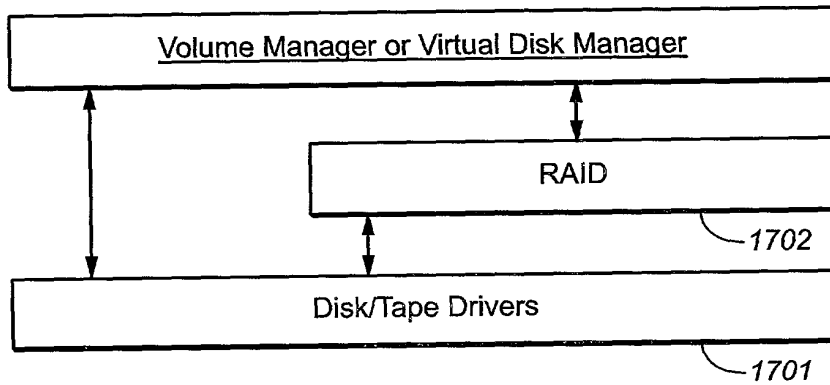 Volume Manager or Virtual Disk Manager
RAID
1702
Disk/Tape Drivers
1701